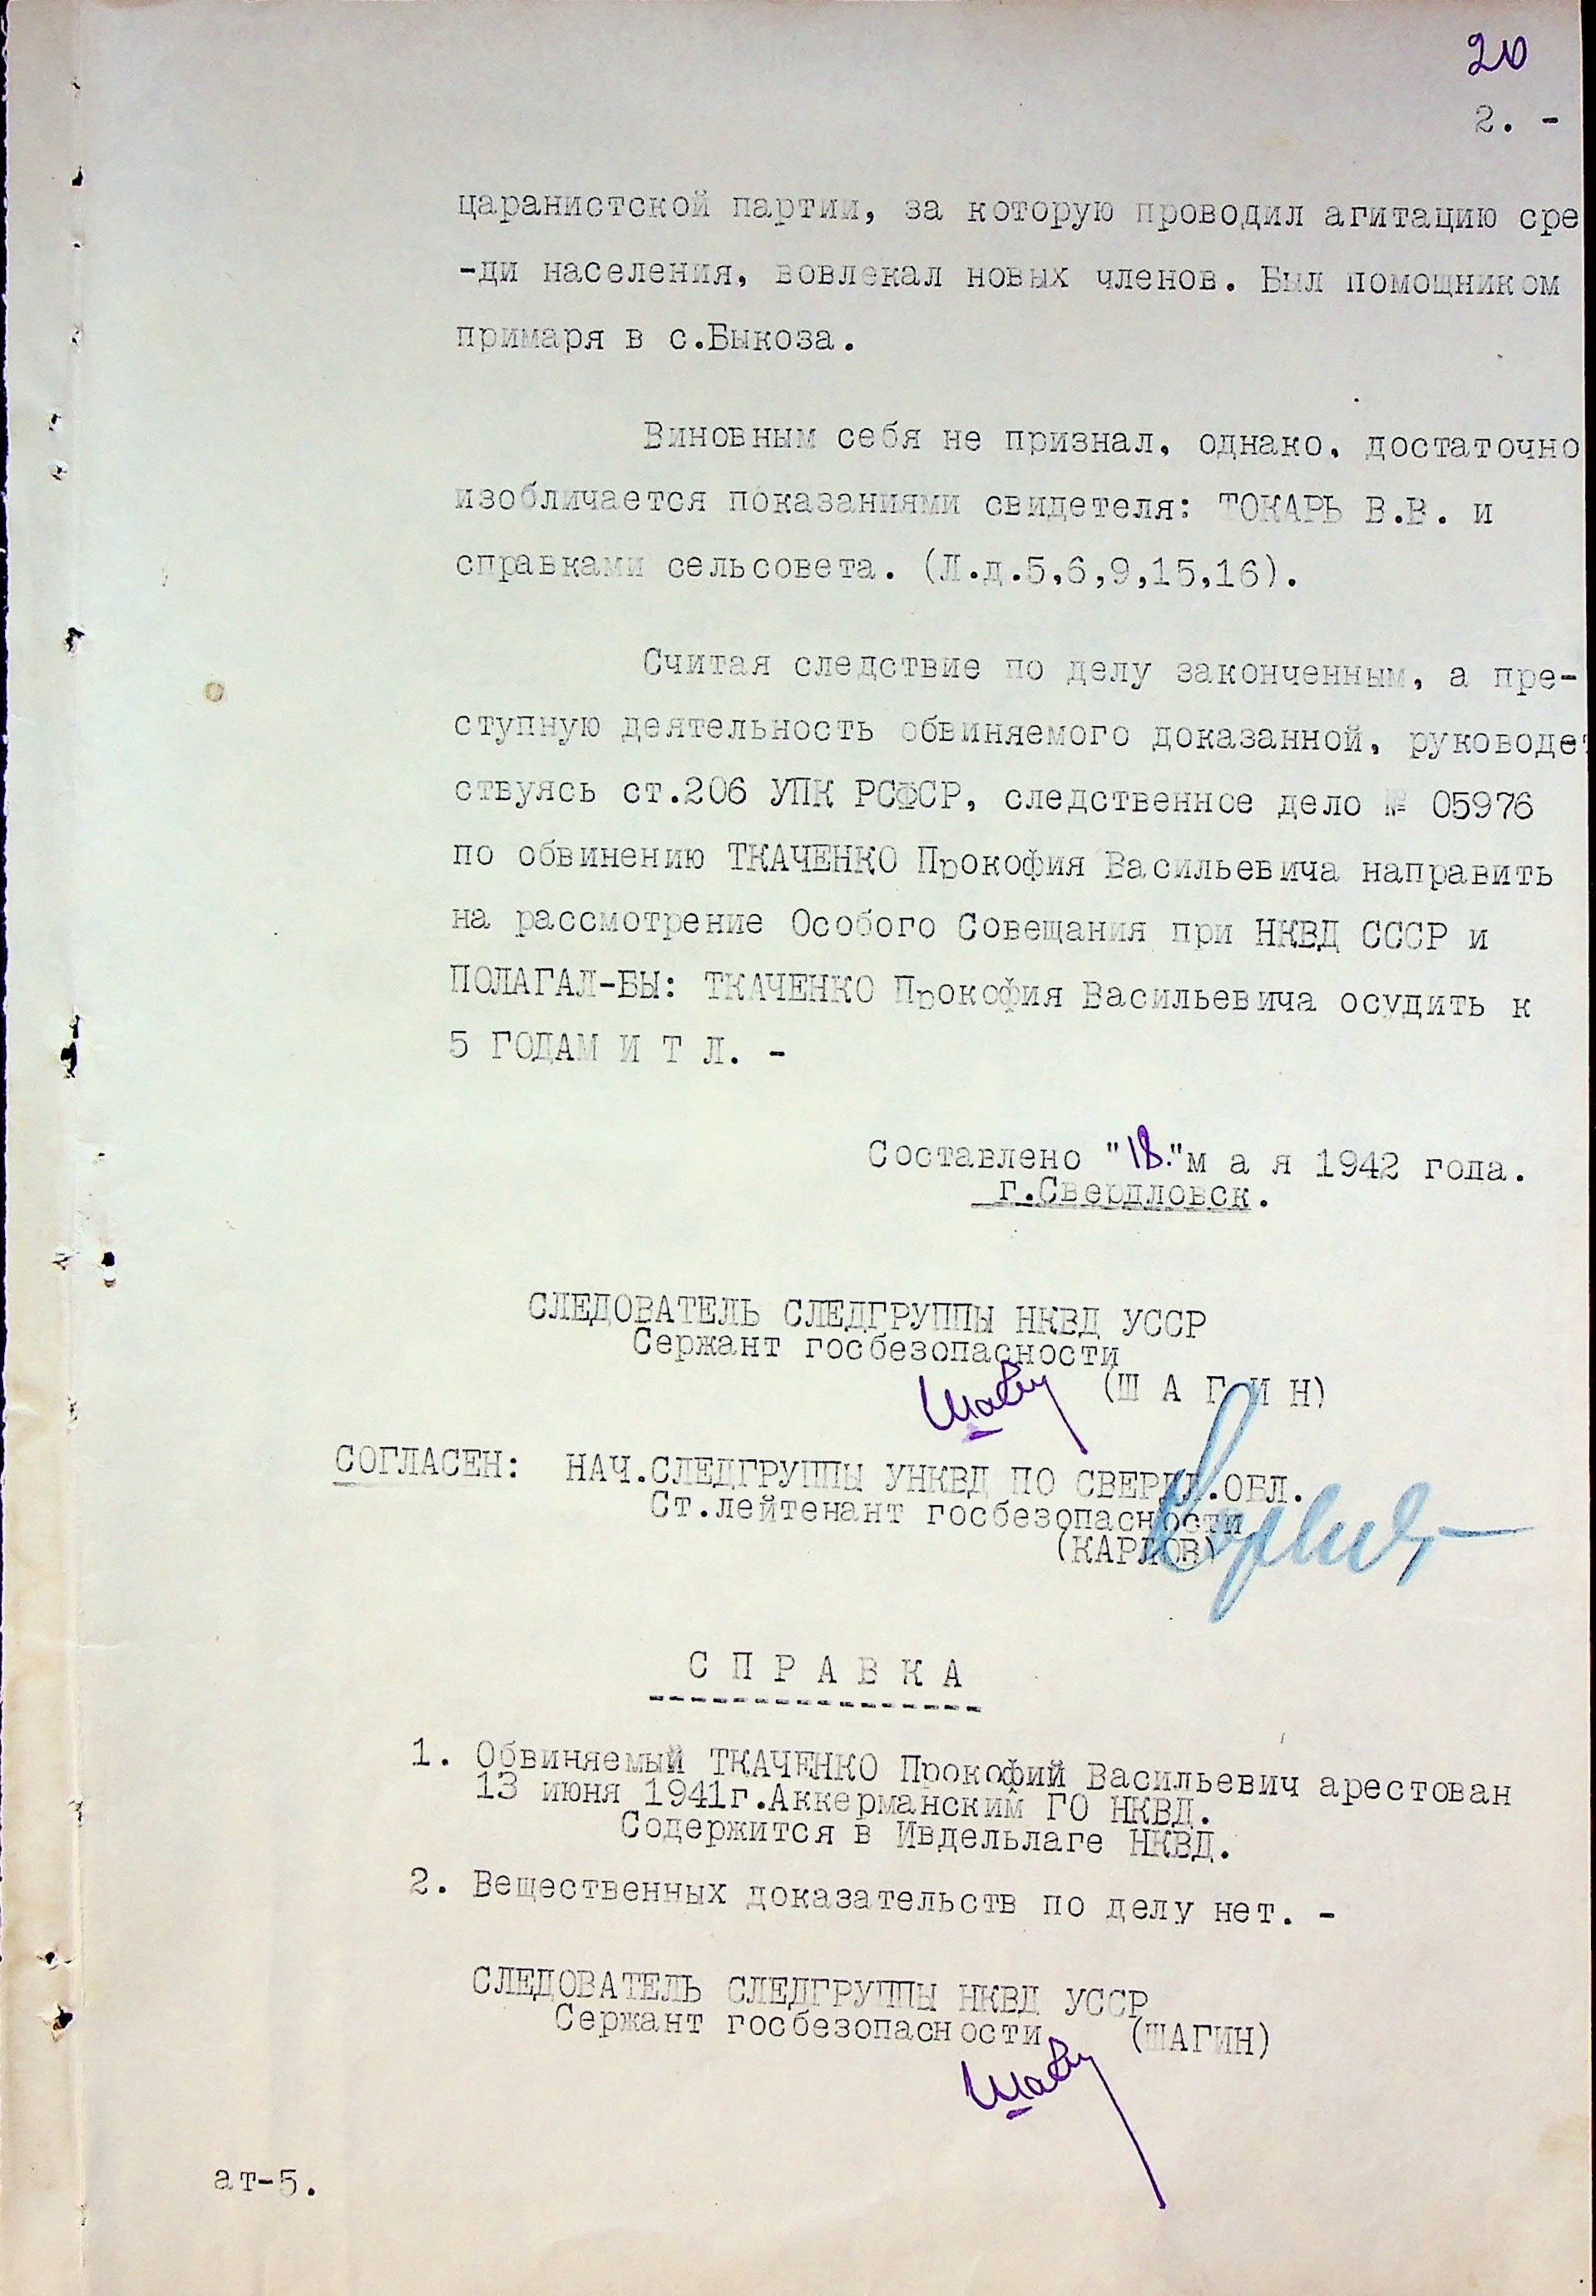 20
2. -
царанистской партии, за которую проводил агитацию сре
-ди населения, вовлекал новых членов. Был помощником
примаря в с.Быкоза.
Виновным себя не признал, однако, достаточно
изобличается показаниями свидетеля: ТОКАРЬ В.В. и
справками сельсовета. (Л.д.5,6,9,15,16).
Считая следствие по делу законченным, а пре-
ступную деятельность обвиняемого доказанной, руководет
ствуясь ст.206 УПК РСФСР, следственное дело № 05976
по обвинению ТКАЧЕНКО Прокофия Васильевича направить
на рассмотрение Особого Совещания при НКВД СССР и
ПОЛАГАЛ-БЫ: ТКАЧЕНКО Прокофия Васильевича осудить к
5 ГОДАМ И Т Л. -
Составлено "18."м а я 1942 года.
г.Свердловск.
СЛЕДОВАТЕЛЬ СЛЕДГРУППЫ НКВД УССР
Сержант госбезопасности
(Ш А Г И Н)
СОГЛАСЕН: НАЧ.СЛЕДГРУППЫ УНКВД ПО СВЕРДЛ.ОБЛ.
Ст.лейтенант госбезопасности
(КАРЛОВ)
С П Р А В К А
1. Обвиняемый ТКАЧЕНКО Прокофий Васильевич арестован
13 июня 1941г.Аккерманским ГО НКВД.
Содержится в Ивдельлаге НКВД.
2. Вещественных доказательств по делу нет. -
СЛЕДОВАТЕЛЬ СЛЕДГРУППЫ НКВД УССР
Сержант госбезопасности (ШАГИН)
ат-5.